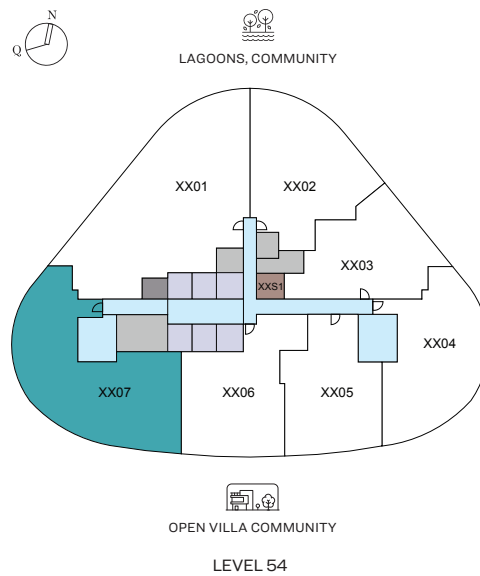 N
Q
LAGOONS, COMMUNITY
XX01
XX02
XX03
XXS1
XX04
XX07
XX06
XX05
OPEN VILLA COMMUNITY
LEVEL 54